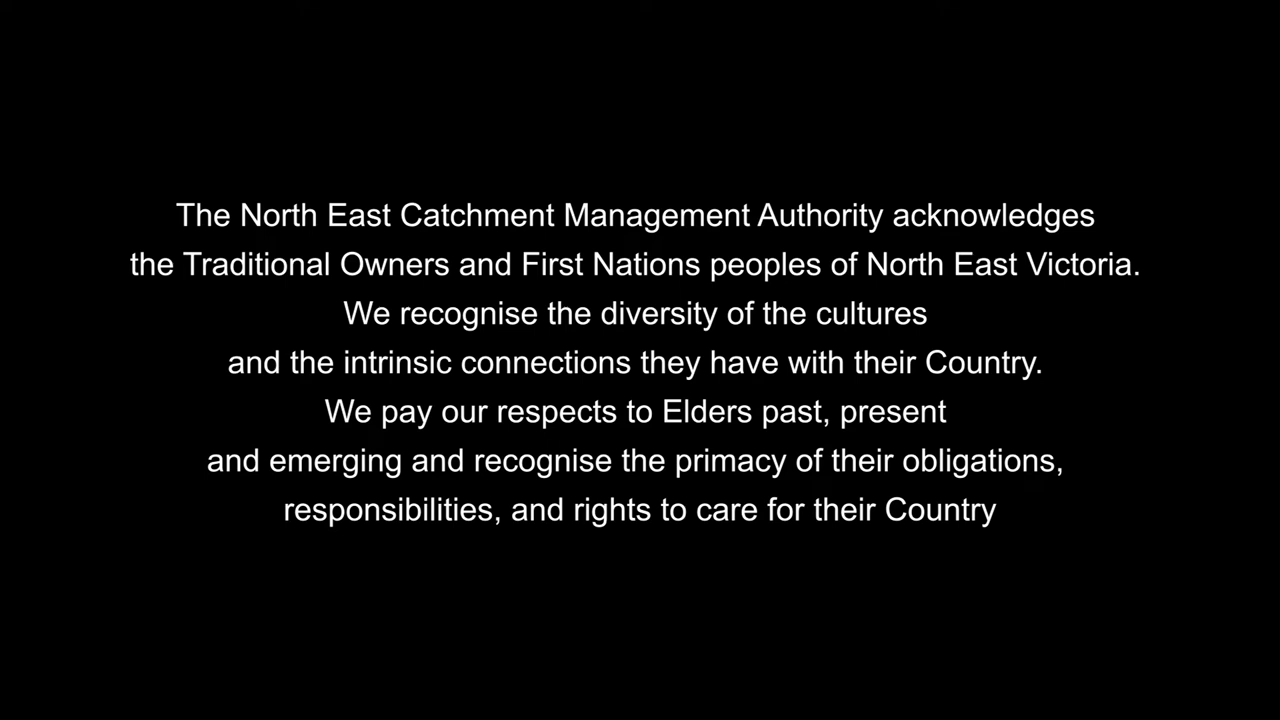 The North East Catchment Management Authority acknowledges
the Traditional Owners and First Nations peoples of North East Victoria.
We recognise the diversity of the cultures
and the intrinsic connections they have with their Country.
We pay our respects to Elders past, present
and emerging and recognise the primacy of their obligations,
responsibilities, and rights to care for their Country